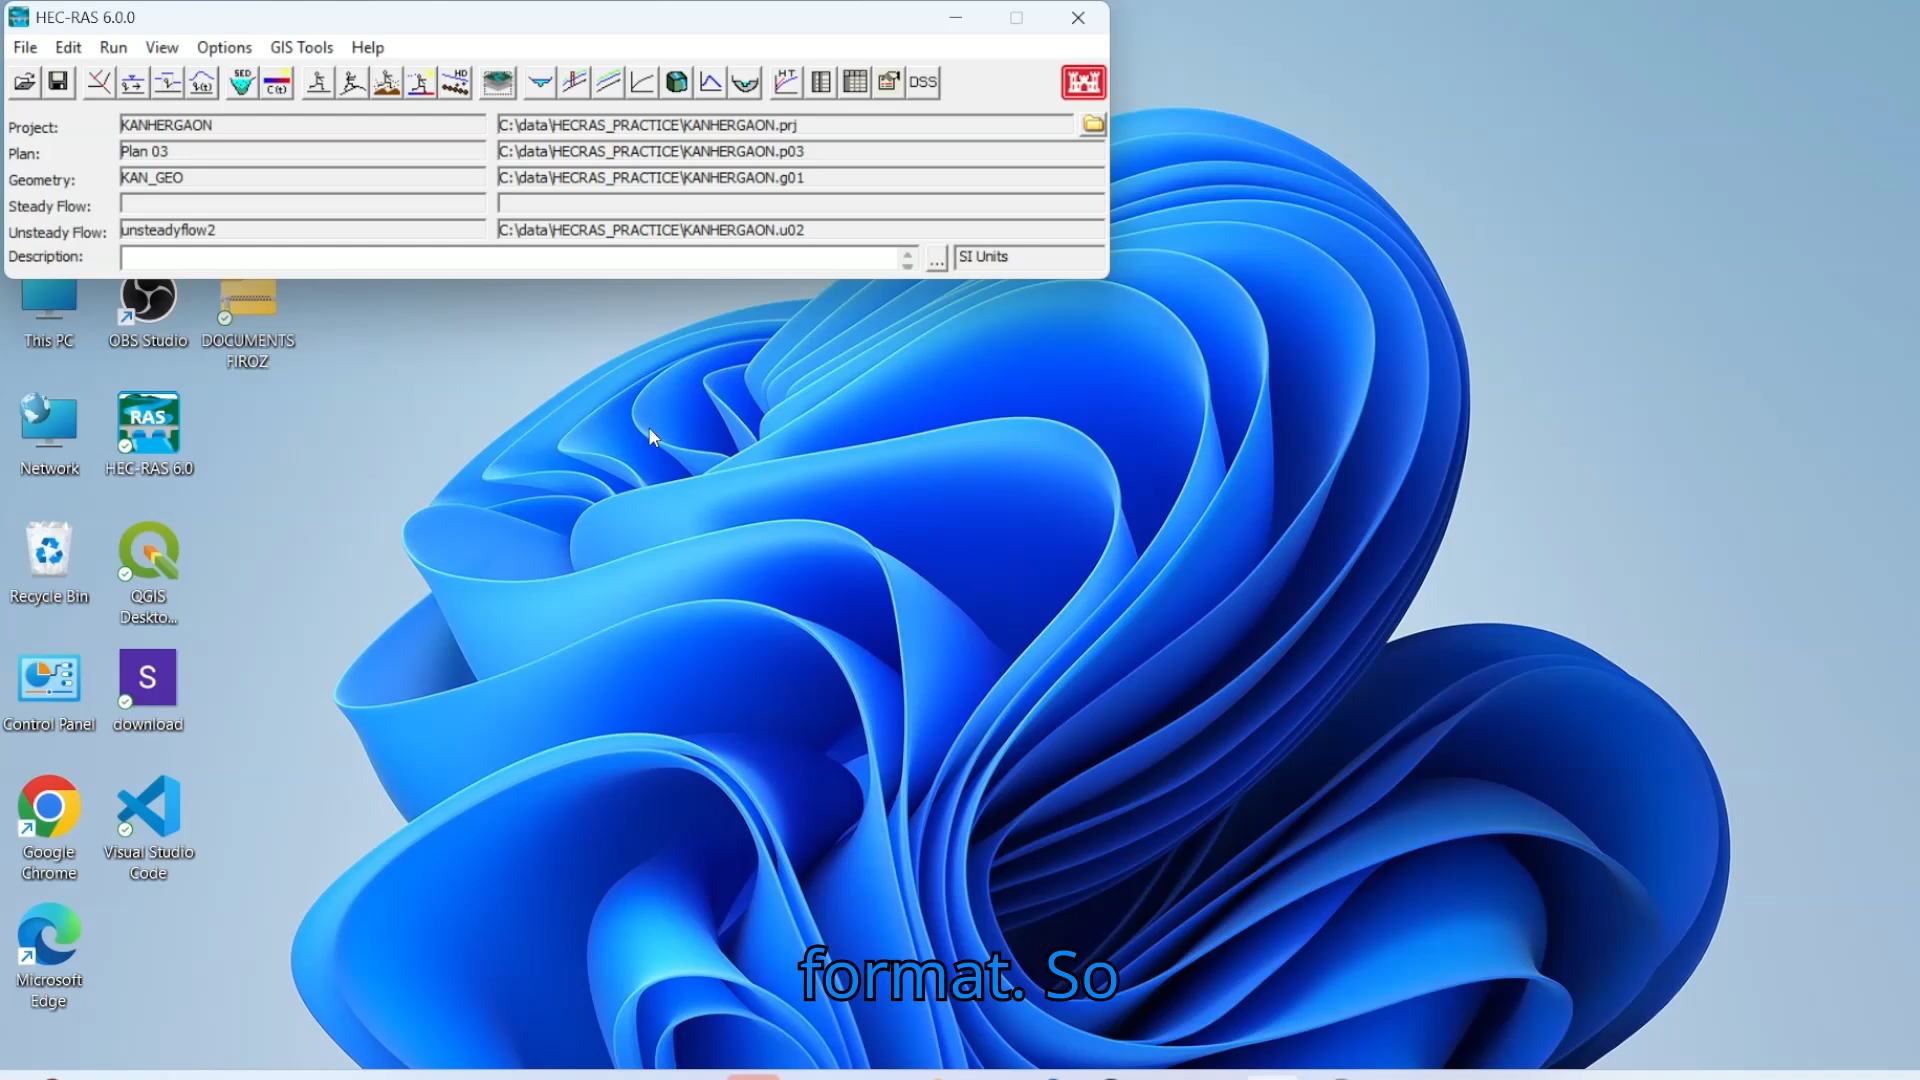 HEC-RAS 6.0.0
File Edit Run View Options GIS Tools Help
SED C(t) HD HT DSS
Project: KANHERGAON C:\data\HECRAS_PRACTICE\KANHERGAON.prj
Plan: Plan 03 C:\data\HECRAS_PRACTICE\KANHERGAON.p03
Geometry: KAN_GEO C:\data\HECRAS_PRACTICE\KANHERGAON.g01
Steady Flow:
Unsteady Flow: unsteadyflow2 C:\data\HECRAS_PRACTICE\KANHERGAON.u02
Description: ... SI Units
This PC
OBS Studio
DOCUMENTS
FIROZ
Network
RAS
HEC-RAS 6.0
Recycle Bin
QGIS
Deskto...
Control Panel
S
download
Google
Chrome
Visual Studio
Code
Microsoft
Edge
format. So